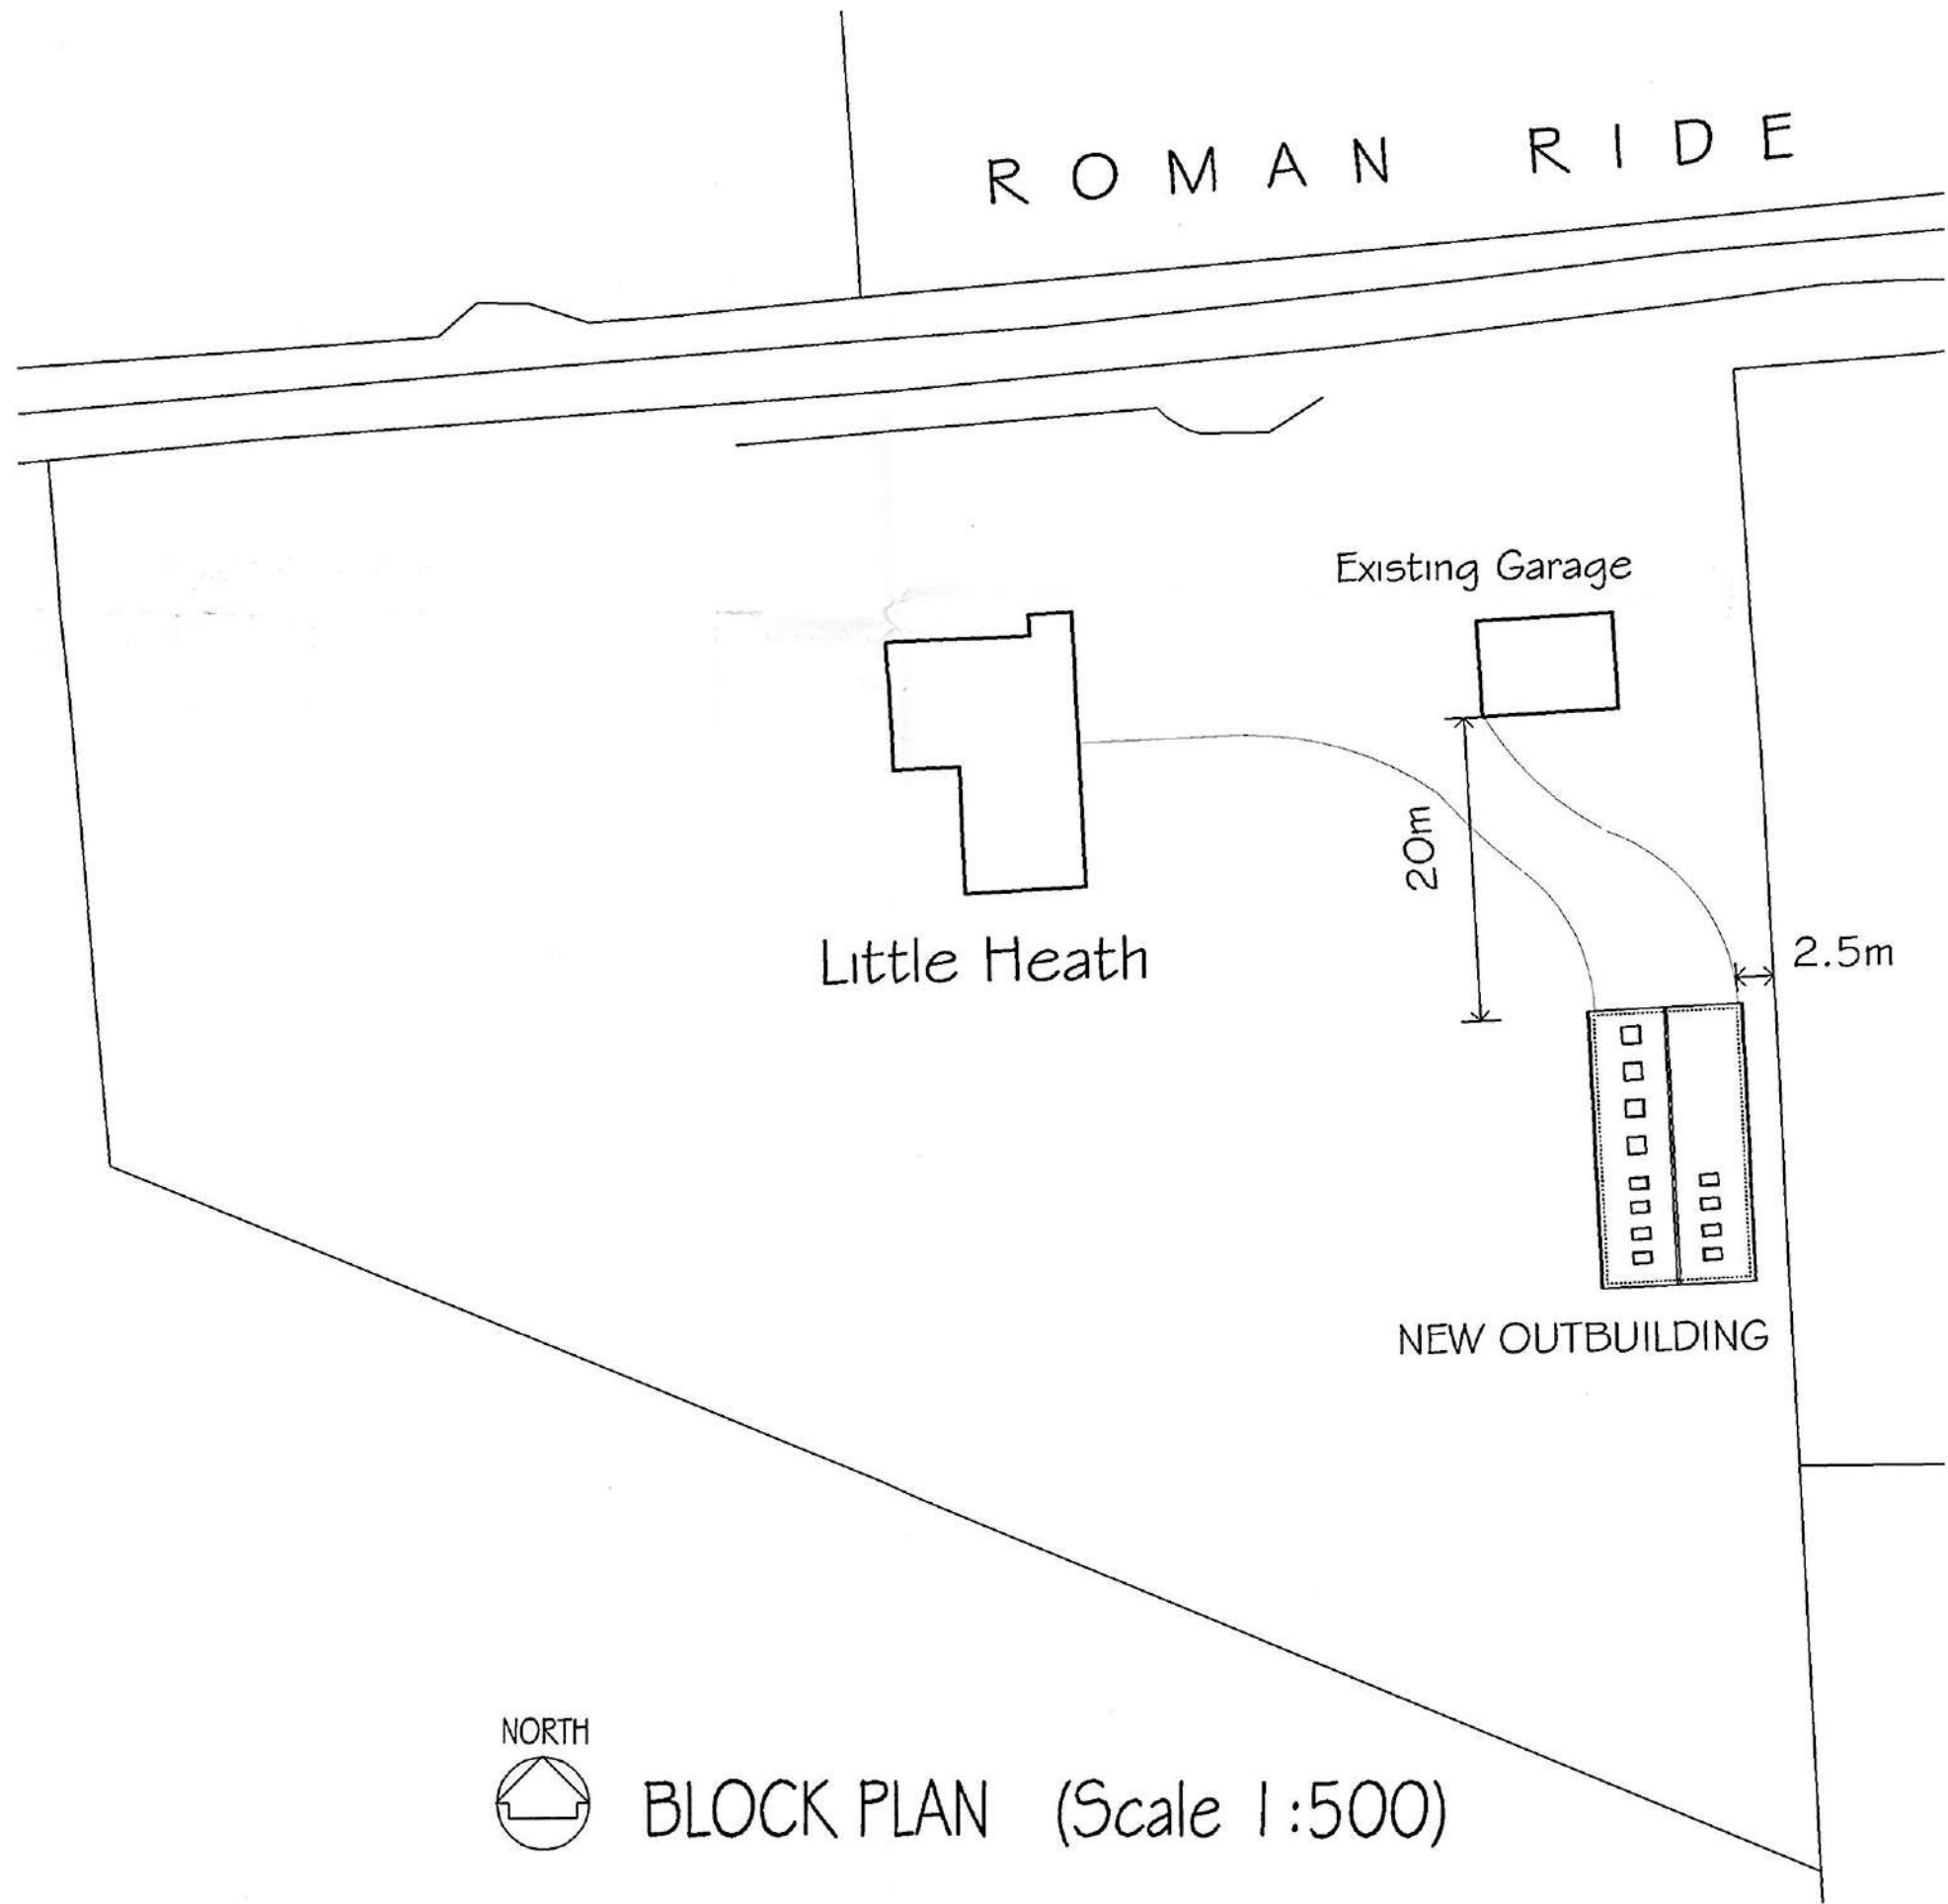 ROMAN RIDE
Existing Garage
20m
Little Heath
2.5m
NEW OUTBUILDING
NORTH
BLOCK PLAN (Scale 1:500)